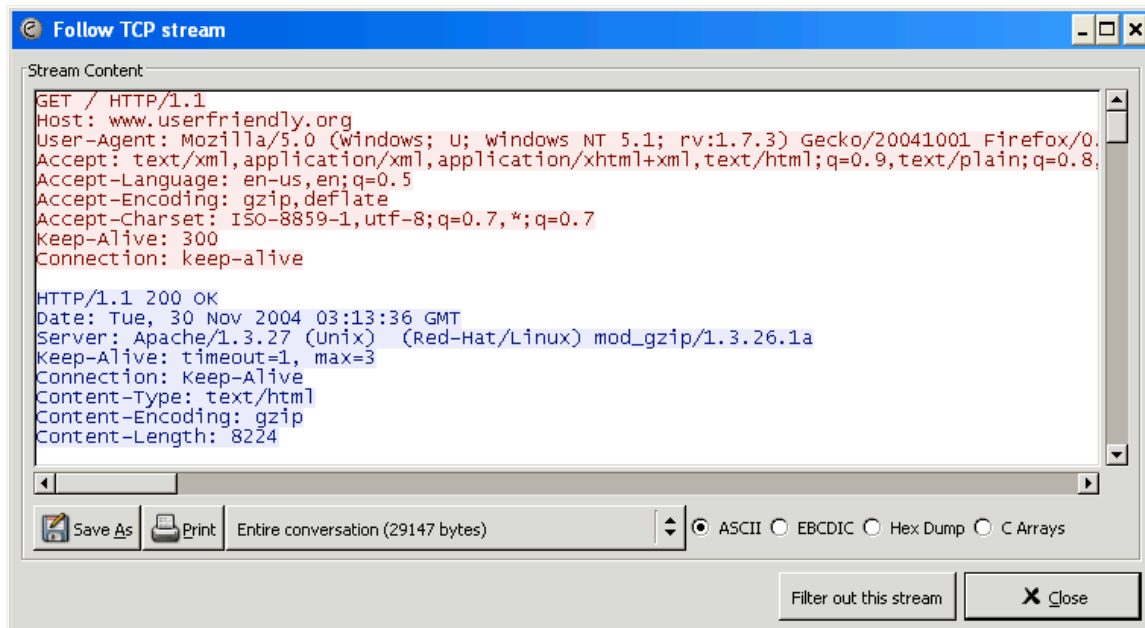 Follow TCP stream
Stream Content
GET / HTTP/1.1
Host: www.userfriendly.org
User-Agent: Mozilla/5.0 (Windows; U; Windows NT 5.1; rv:1.7.3) Gecko/20041001 Firefox/0.
Accept: text/xml,application/xml,application/xhtml+xml,text/html;q=0.9,text/plain;q=0.8,
Accept-Language: en-us,en;q=0.5
Accept-Encoding: gzip,deflate
Accept-Charset: ISO-8859-1,utf-8;q=0.7,*;q=0.7
Keep-Alive: 300
Connection: keep-alive
HTTP/1.1 200 OK
Date: Tue, 30 Nov 2004 03:13:36 GMT
Server: Apache/1.3.27 (Unix)  (Red-Hat/Linux) mod_gzip/1.3.26.1a
Keep-Alive: timeout=1, max=3
Connection: Keep-Alive
Content-Type: text/html
Content-Encoding: gzip
Content-Length: 8224
Save As Print Entire conversation (29147 bytes) ASCII EBCDIC Hex Dump C Arrays
Filter out this stream Close